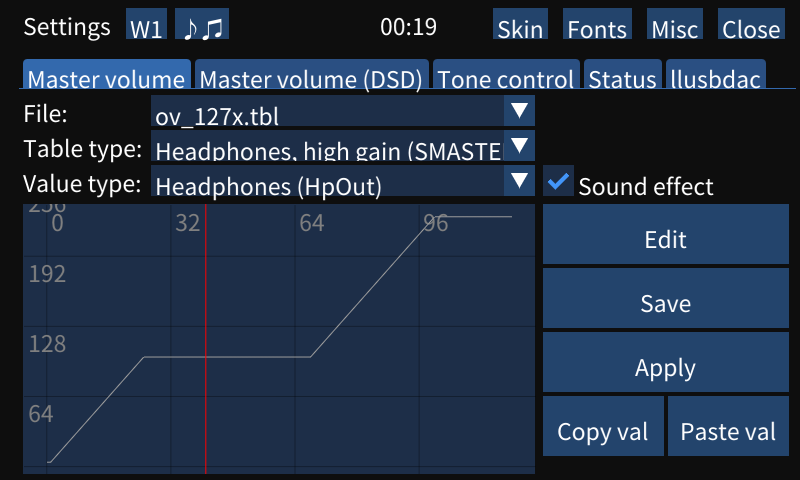 Settings W1 ♪♫ 00:19 Skin Fonts Misc Close
Master volume Master volume (DSD) Tone control Status llusbdac
File: ov_127x.tbl
Table type: Headphones, high gain (SMASTE
Value type: Headphones (HpOut) Sound effect
256
0 32 64 96
192
128
64
Edit
Save
Apply
Copy val Paste val